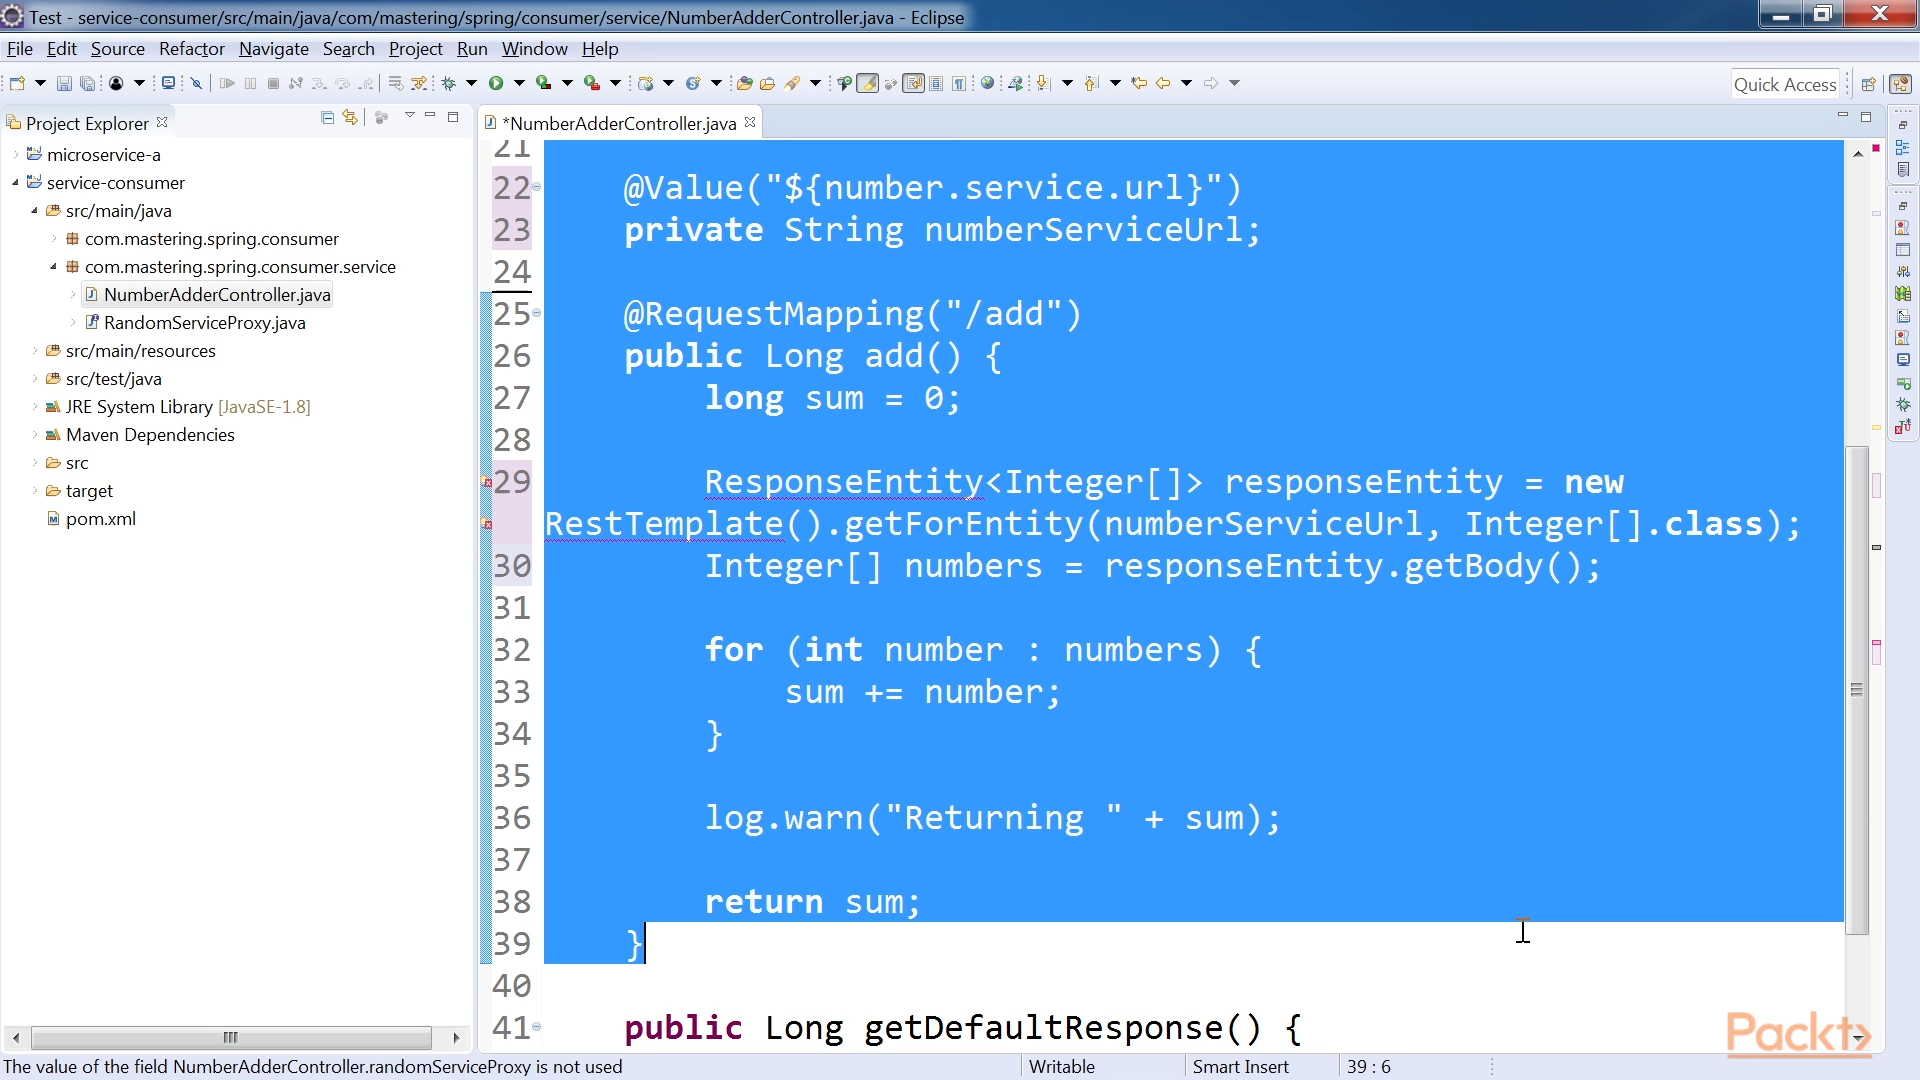 Test - service-consumer/src/main/java/com/mastering/spring/consumer/service/NumberAdderController.java - Eclipse
File Edit Source Refactor Navigate Search Project Run Window Help
Quick Access
Project Explorer
microservice-a
service-consumer
src/main/java
com.mastering.spring.consumer
com.mastering.spring.consumer.service
NumberAdderController.java
RandomServiceProxy.java
src/main/resources
src/test/java
JRE System Library [JavaSE-1.8]
Maven Dependencies
src
target
pom.xml
*NumberAdderController.java
21
22 @Value("${number.service.url}")
23 private String numberServiceUrl;
24
25 @RequestMapping("/add")
26 public Long add() {
27 long sum = 0;
28
29 ResponseEntity<Integer[]> responseEntity = new
RestTemplate().getForEntity(numberServiceUrl, Integer[].class);
30 Integer[] numbers = responseEntity.getBody();
31
32 for (int number : numbers) {
33 sum += number;
34 }
35
36 log.warn("Returning " + sum);
37
38 return sum;
39 }
40
41 public Long getDefaultResponse() {
Packt
The value of the field NumberAdderController.randomServiceProxy is not used
Writable
Smart Insert
39 : 6